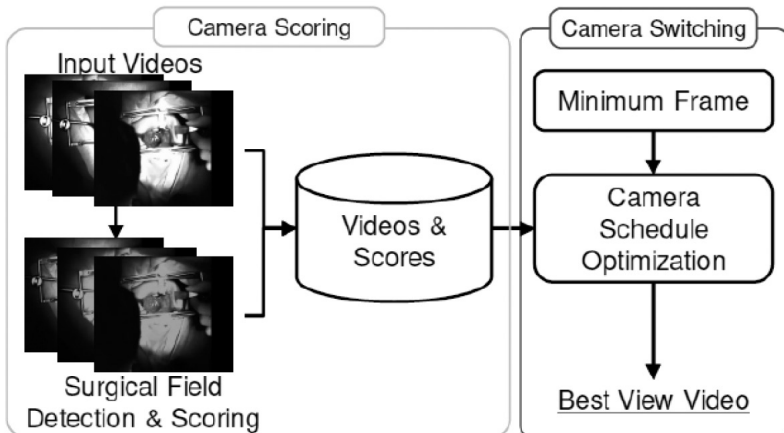 Camera Scoring
Input Videos
Surgical Field
Detection & Scoring
Videos &
Scores
Camera Switching
Minimum Frame
Camera
Schedule
Optimization
Best View Video